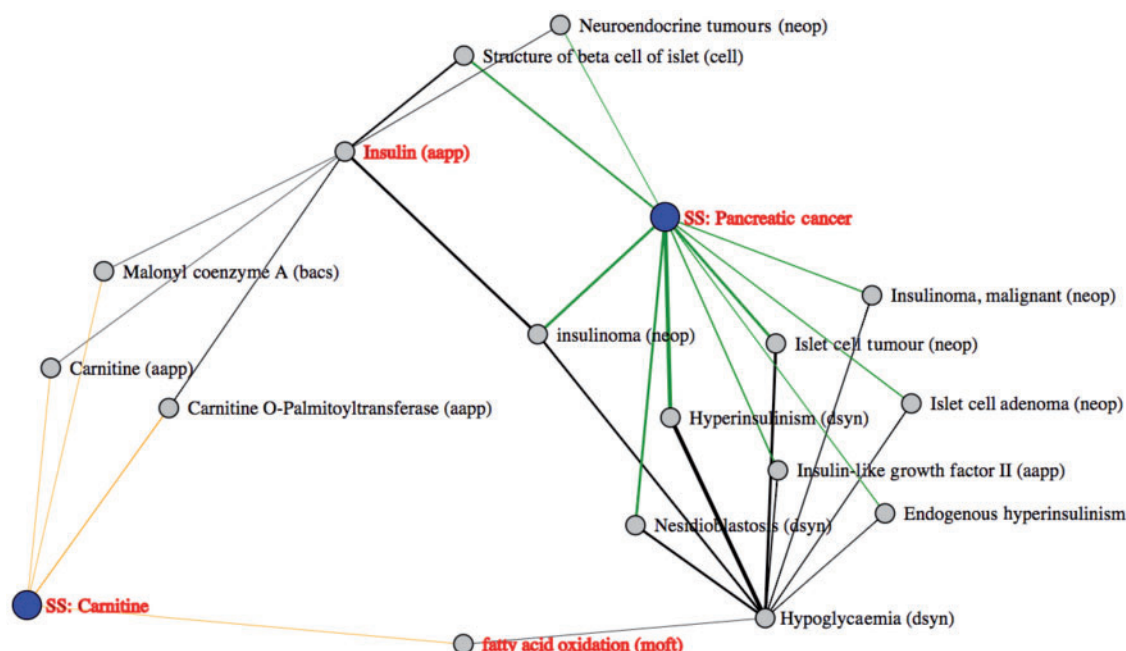 Neuroendocrine tumours (neop)
Structure of beta cell of islet (cell)
Insulin (aapp)
SS: Pancreatic cancer
Malonyl coenzyme A (bacs)
Insulinoma, malignant (neop)
insulinoma (neop)
Islet cell tumour (neop)
Carnitine (aapp)
Carnitine O-Palmitoyltransferase (aapp)
Islet cell adenoma (neop)
Hyperinsulinism (dsyn)
Insulin-like growth factor II (aapp)
Endogenous hyperinsulinism
Nesidioblastosis (dsyn)
SS: Carnitine
Hypoglycaemia (dsyn)
fatty acid oxidation (moft)